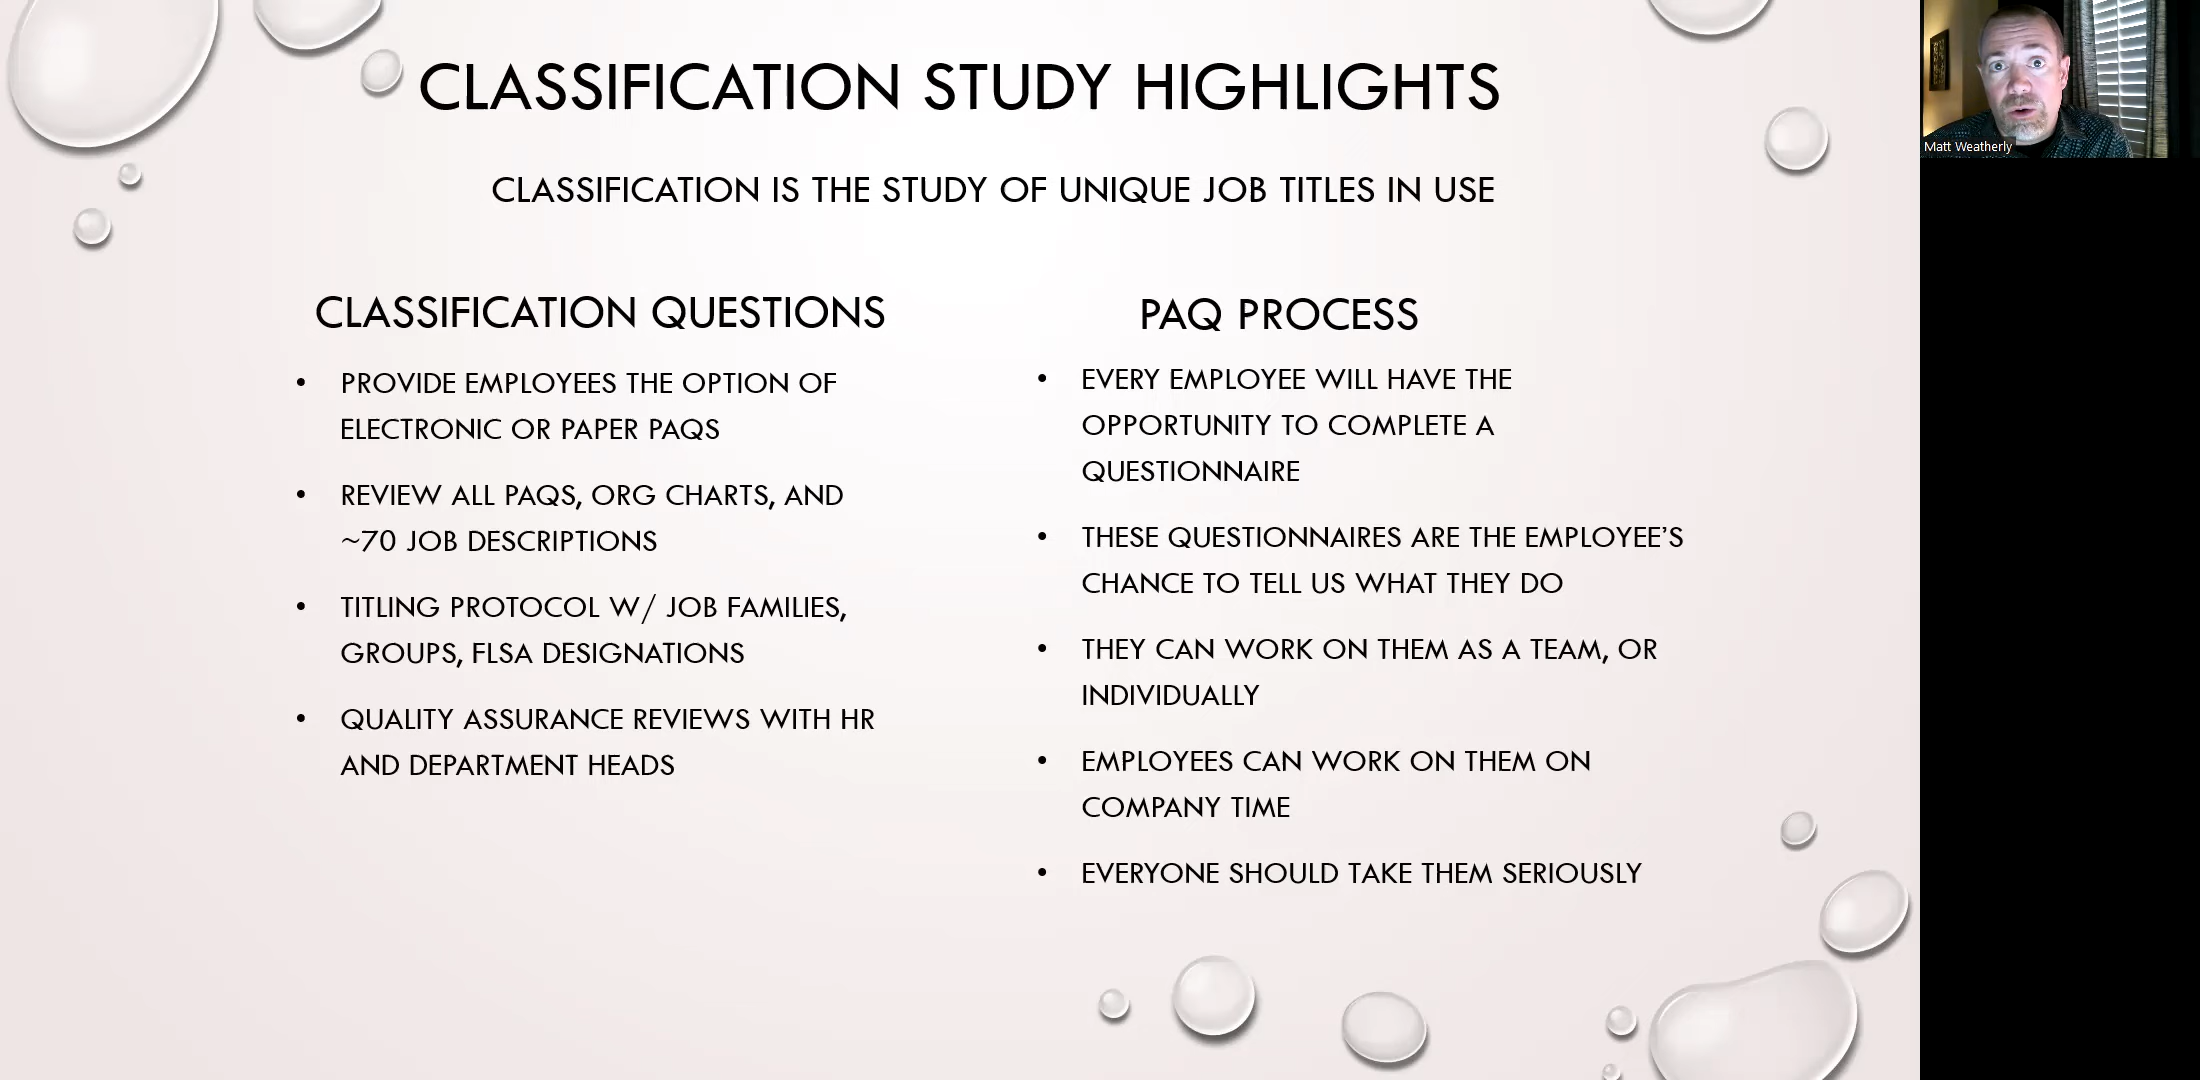 CLASSIFICATION STUDY HIGHLIGHTS
CLASSIFICATION IS THE STUDY OF UNIQUE JOB TITLES IN USE
CLASSIFICATION QUESTIONS
• PROVIDE EMPLOYEES THE OPTION OF
ELECTRONIC OR PAPER PAQS
• REVIEW ALL PAQS, ORG CHARTS, AND
~70 JOB DESCRIPTIONS
• TITLING PROTOCOL W/ JOB FAMILIES,
GROUPS, FLSA DESIGNATIONS
• QUALITY ASSURANCE REVIEWS WITH HR
AND DEPARTMENT HEADS
PAQ PROCESS
• EVERY EMPLOYEE WILL HAVE THE
OPPORTUNITY TO COMPLETE A
QUESTIONNAIRE
• THESE QUESTIONNAIRES ARE THE EMPLOYEE'S
CHANCE TO TELL US WHAT THEY DO
• THEY CAN WORK ON THEM AS A TEAM, OR
INDIVIDUALLY
• EMPLOYEES CAN WORK ON THEM ON
COMPANY TIME
• EVERYONE SHOULD TAKE THEM SERIOUSLY
Matt Weatherly